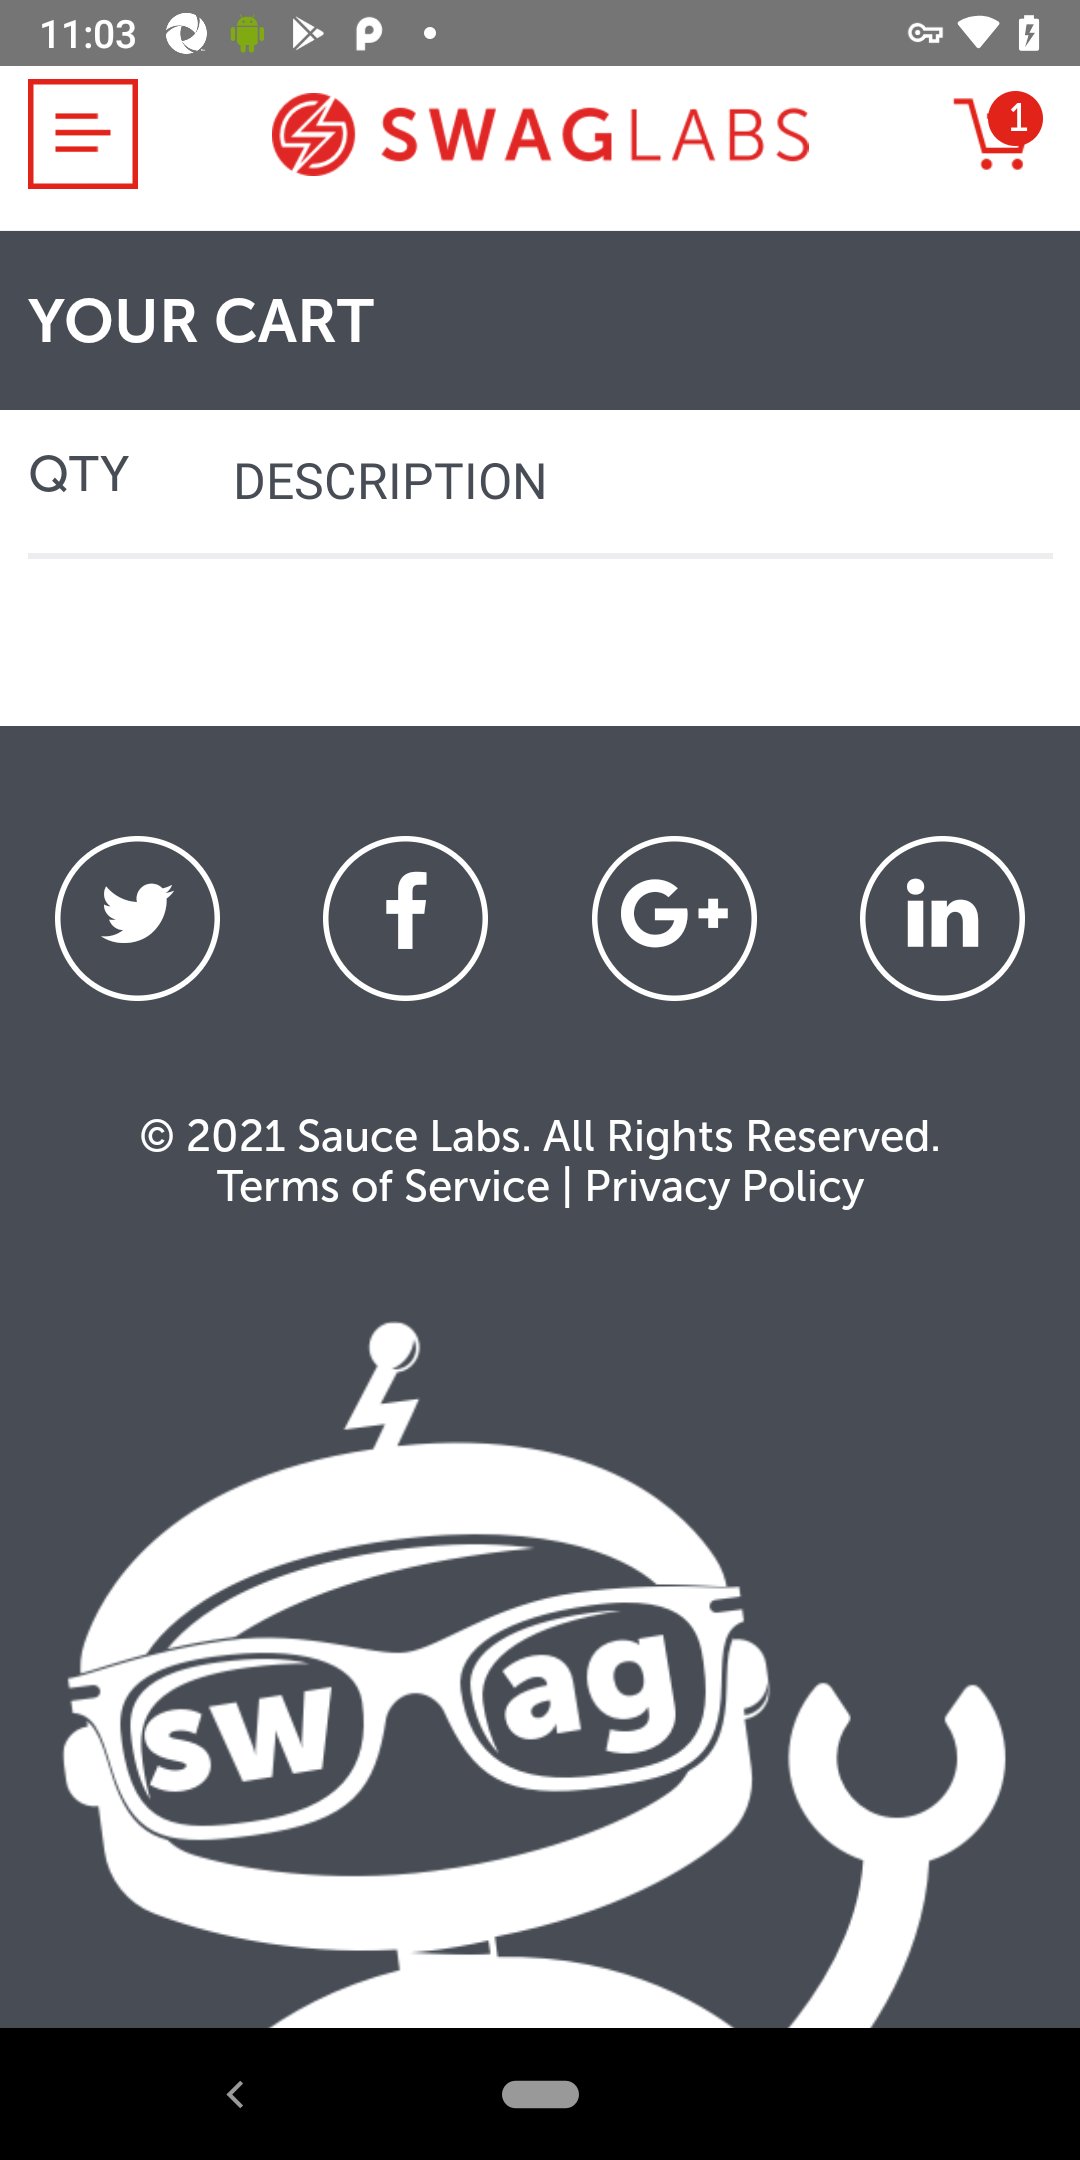 11:03
SWAGLABS
1
YOUR CART
QTY
DESCRIPTION
G+
in
© 2021 Sauce Labs. All Rights Reserved.
Terms of Service | Privacy Policy
sw ag